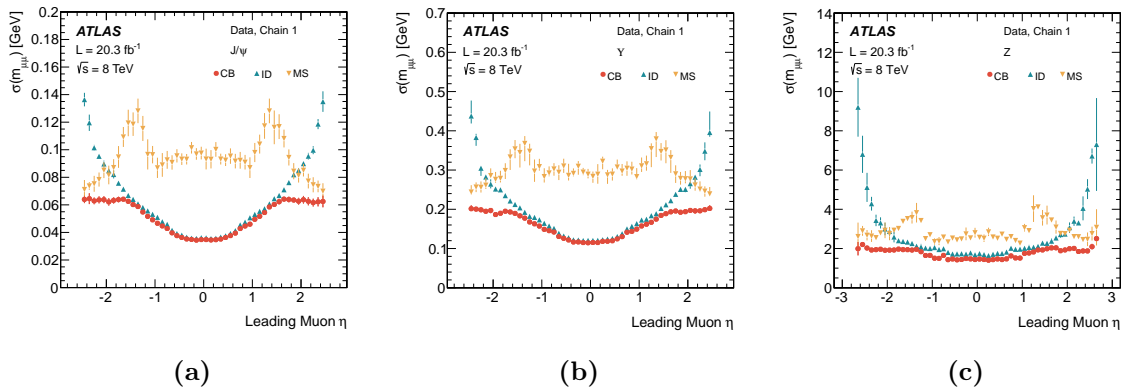 σ(m_μμ) [GeV]
0.2
0.18
0.16
0.14
0.12
0.1
0.08
0.06
0.04
0.02
0
ATLAS
Data, Chain 1
L = 20.3 fb⁻¹
J/ψ
√s = 8 TeV
CB ID MS
-2 -1 0 1 2
Leading Muon η
(a)
σ(m_μμ) [GeV]
0.7
0.6
0.5
0.4
0.3
0.2
0.1
0
ATLAS
Data, Chain 1
L = 20.3 fb⁻¹
Υ
√s = 8 TeV
CB ID MS
-2 -1 0 1 2
Leading Muon η
(b)
σ(m_μμ) [GeV]
14
12
10
8
6
4
2
0
ATLAS
Data, Chain 1
L = 20.3 fb⁻¹
Z
√s = 8 TeV
CB ID MS
-3 -2 -1 0 1 2 3
Leading Muon η
(c)